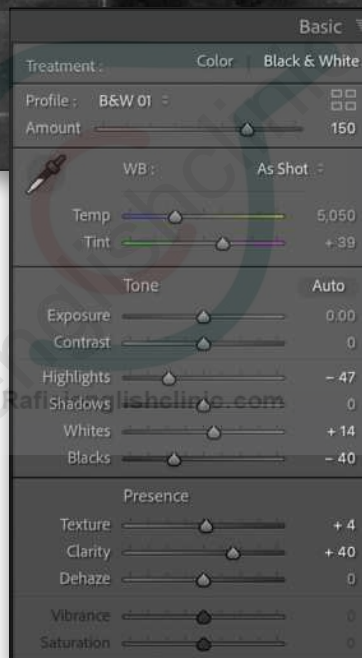 Basic
Treatment : Color | Black & White
Profile : B&W 01
Amount 150
WB : As Shot
Temp 5,050
Tint + 39
Tone Auto
Exposure 0.00
Contrast 0
Highlights - 47
Shadows 0
Whites + 14
Blacks - 40
Presence
Texture + 4
Clarity + 40
Dehaze 0
Vibrance 0
Saturation 0